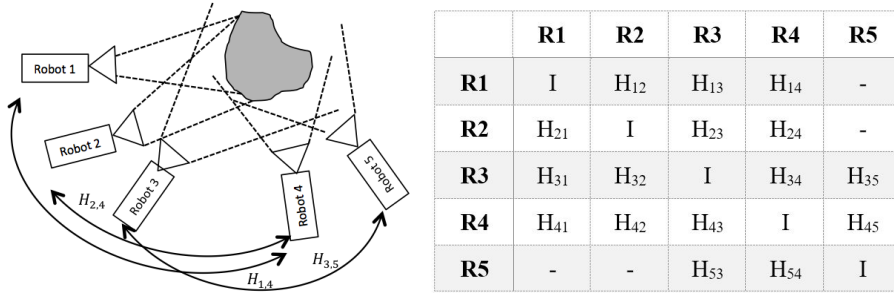 Robot 1
Robot 2
Robot 3
Robot 4
Robot 5
H2,4
H1,4
H3,5
R1 R2 R3 R4 R5
R1 I H12 H13 H14 -
R2 H21 I H23 H24 -
R3 H31 H32 I H34 H35
R4 H41 H42 H43 I H45
R5 - - H53 H54 I